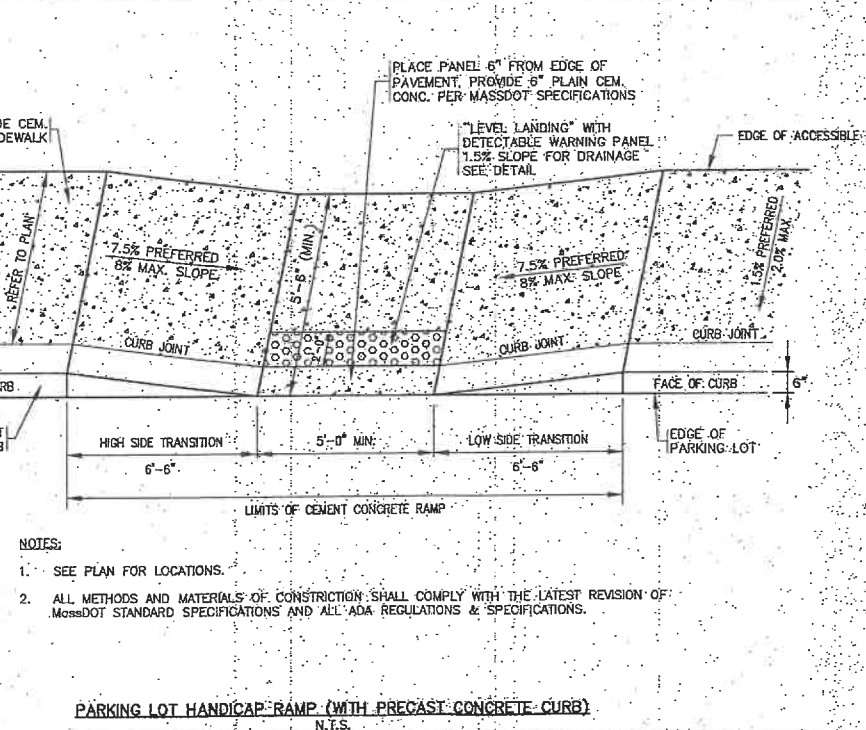 PLACE PANEL 6" FROM EDGE OF
PAVEMENT, PROVIDE 6" PLAIN CEM.
CONC. PER MASSDOT SPECIFICATIONS
DE CEM.
DEWALK
"LEVEL LANDING" WITH
DETECTABLE WARNING PANEL
1.5% SLOPE FOR DRAINAGE
SEE DETAIL
EDGE OF ACCESSIBLE
REFER TO PLAN
7.5% PREFERRED
8% MAX. SLOPE
5'-6" (MIN.)
7.5% PREFERRED
8% MAX. SLOPE
1.5% PREFERRED
2.0% MAX.
2'-0"
CURB JOINT
CURB JOINT
CURB JOINT
RB
FACE OF CURB
6"
T
B
HIGH SIDE TRANSITION
6'-6"
5'-0" MIN.
LOW SIDE TRANSITION
6'-6"
EDGE OF
PARKING LOT
LIMITS OF CEMENT CONCRETE RAMP
NOTES:
1. SEE PLAN FOR LOCATIONS.
2. ALL METHODS AND MATERIALS OF CONSTRICTION SHALL COMPLY WITH THE LATEST REVISION OF
MassDOT STANDARD SPECIFICATIONS AND ALL ADA REGULATIONS & SPECIFICATIONS.
PARKING LOT HANDICAP RAMP (WITH PRECAST CONCRETE CURB)
N.T.S.